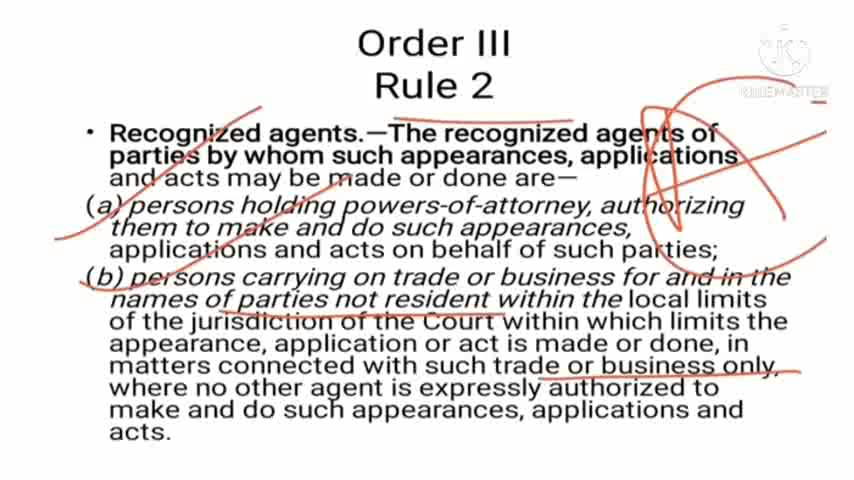 Order III
Rule 2
KINEMASTER
• Recognized agents.—The recognized agents of
parties by whom such appearances, applications
and acts may be made or done are—
(a) persons holding powers-of-attorney, authorizing
them to make and do such appearances,
applications and acts on behalf of such parties;
(b) persons carrying on trade or business for and in the
names of parties not resident within the local limits
of the jurisdiction of the Court within which limits the
appearance, application or act is made or done, in
matters connected with such trade or business only,
where no other agent is expressly authorized to
make and do such appearances, applications and
acts.